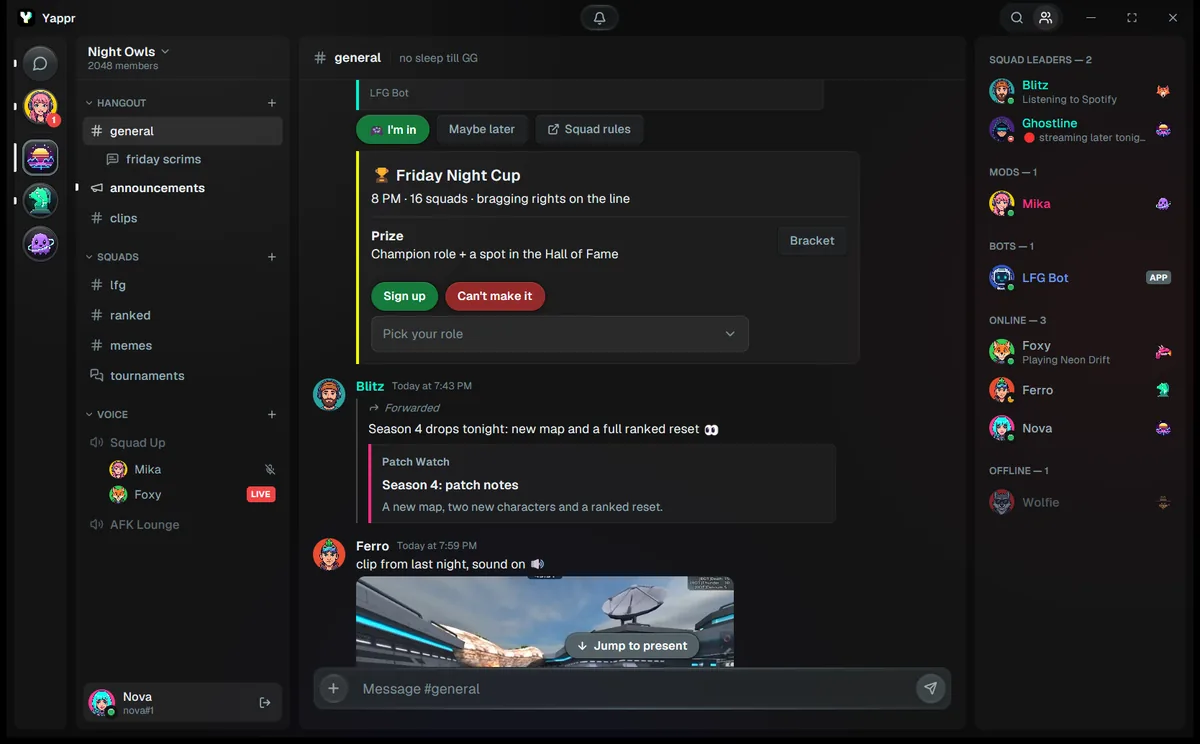 Yappr
Night Owls
2048 members
HANGOUT
general
friday scrims
announcements
clips
SQUADS
lfg
ranked
memes
tournaments
VOICE
Squad Up
Mika
Foxy
LIVE
AFK Lounge
Nova
nova#1
1
# general
no sleep till GG
LFG Bot
I'm in
Maybe later
Squad rules
Friday Night Cup
8 PM · 16 squads · bragging rights on the line
Prize
Champion role + a spot in the Hall of Fame
Bracket
Sign up
Can't make it
Pick your role
Blitz Today at 7:43 PM
Forwarded
Season 4 drops tonight: new map and a full ranked reset 👀
Patch Watch
Season 4: patch notes
A new map, two new characters and a ranked reset.
Ferro Today at 7:59 PM
clip from last night, sound on 🔊
Jump to present
Message #general
SQUAD LEADERS — 2
Blitz
Listening to Spotify
Ghostline
🔴 streaming later tonig…
MODS — 1
Mika
BOTS — 1
LFG Bot
APP
ONLINE — 3
Foxy
Playing Neon Drift
Ferro
Nova
OFFLINE — 1
Wolfie